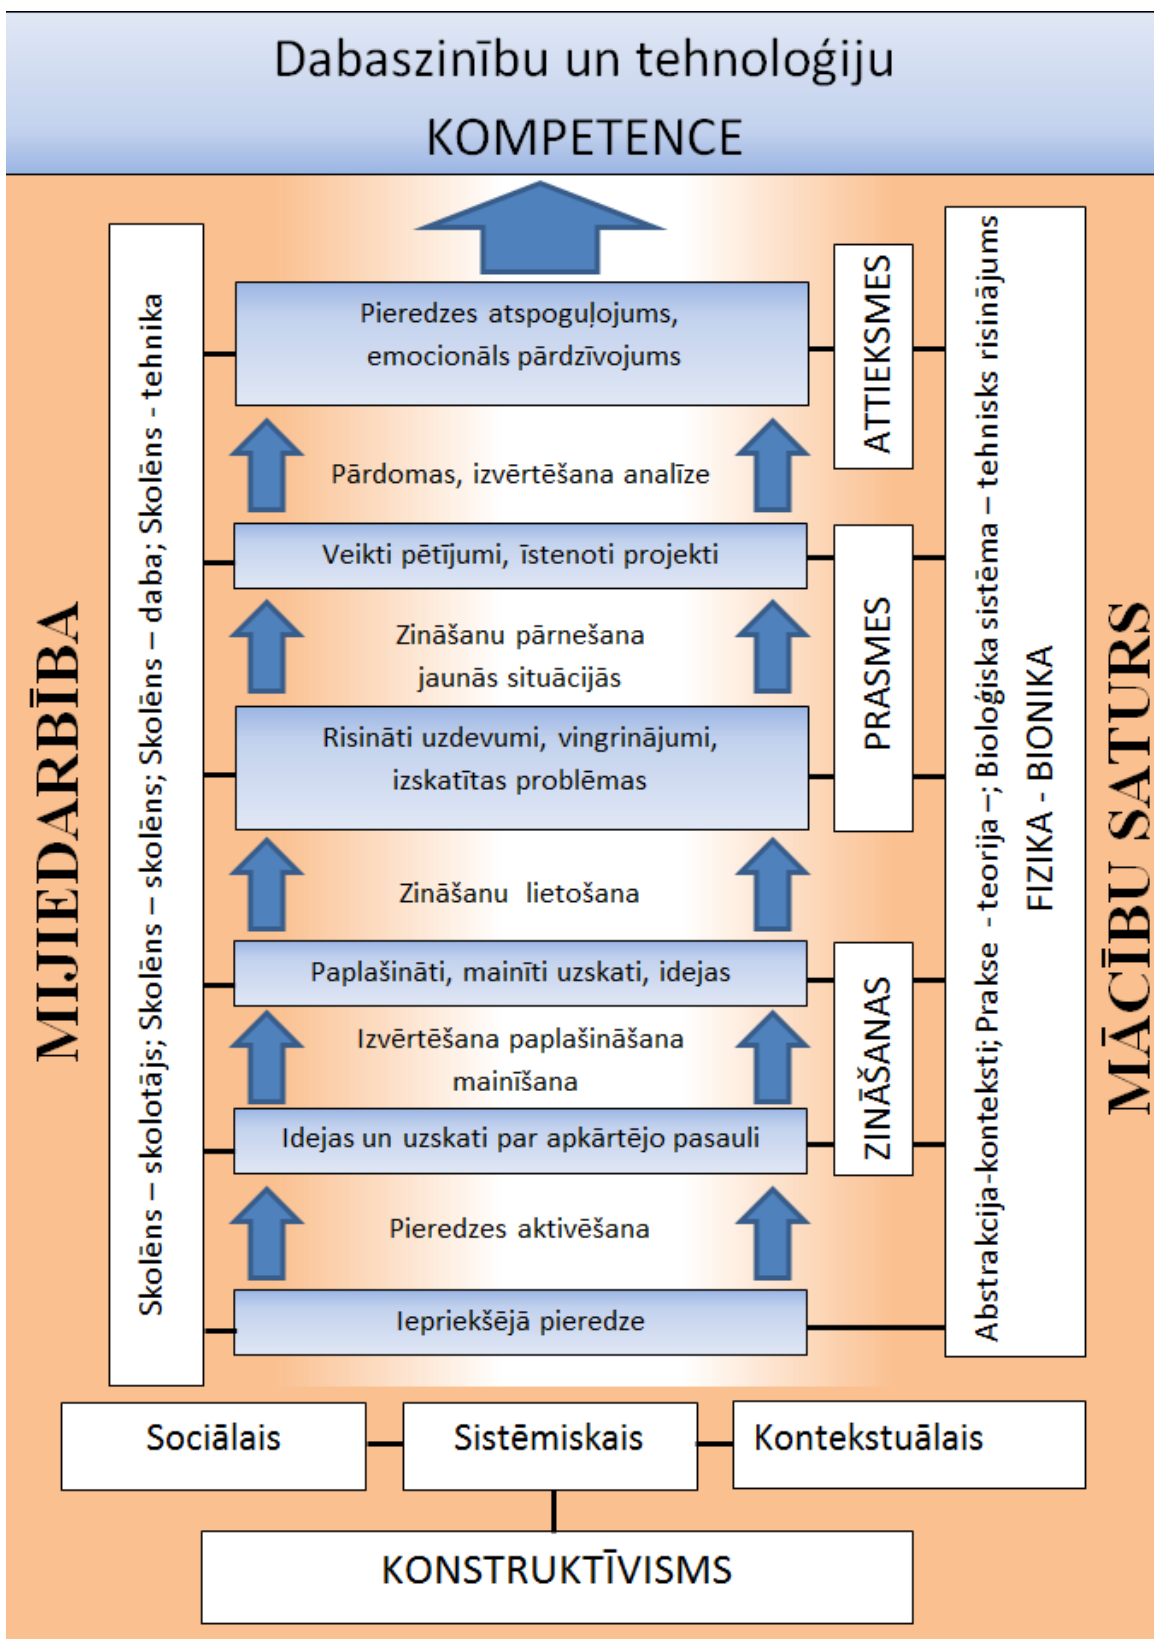 Dabaszinību un tehnoloģiju
KOMPETENCE
MIJIEDARBĪBA
Skolēns – skolotājs; Skolēns – skolēns; Skolēns – daba; Skolēns - tehnika
Pieredzes atspoguļojums,
emocionāls pārdzīvojums
Pārdomas, izvērtēšana analīze
Veikti pētījumi, īstenoti projekti
Zināšanu pārnešana
jaunās situācijās
Risināti uzdevumi, vingrinājumi,
izskatītas problēmas
Zināšanu lietošana
Paplašināti, mainīti uzskati, idejas
Izvērtēšana paplašināšana
mainīšana
Idejas un uzskati par apkārtējo pasauli
Pieredzes aktivēšana
Iepriekšējā pieredze
ATTIEKSMES
PRASMES
ZINĀŠANAS
Abstrakcija-konteksti; Prakse - teorija –; Bioloģiska sistēma – tehnisks risinājums
FIZIKA - BIONIKA
MĀCĪBU SATURS
Sociālais
Sistēmiskais
Kontekstuālais
KONSTRUKTĪVISMS